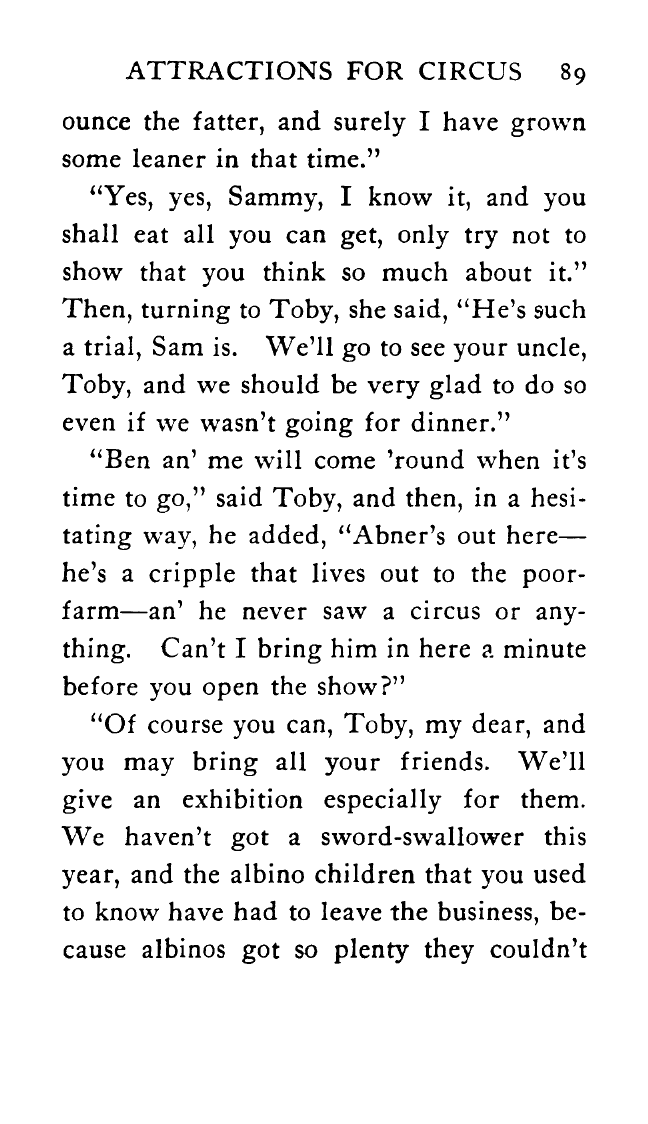 ATTRACTIONS FOR CIRCUS 89
ounce the fatter, and surely I have grown
some leaner in that time."
"Yes, yes, Sammy, I know it, and you
shall eat all you can get, only try not to
show that you think so much about it."
Then, turning to Toby, she said, "He's such
a trial, Sam is. We'll go to see your uncle,
Toby, and we should be very glad to do so
even if we wasn't going for dinner."
"Ben an' me will come 'round when it's
time to go," said Toby, and then, in a hesi-
tating way, he added, "Abner's out here—
he's a cripple that lives out to the poor-
farm—an' he never saw a circus or any-
thing. Can't I bring him in here a minute
before you open the show?"
"Of course you can, Toby, my dear, and
you may bring all your friends. We'll
give an exhibition especially for them.
We haven't got a sword-swallower this
year, and the albino children that you used
to know have had to leave the business, be-
cause albinos got so plenty they couldn't